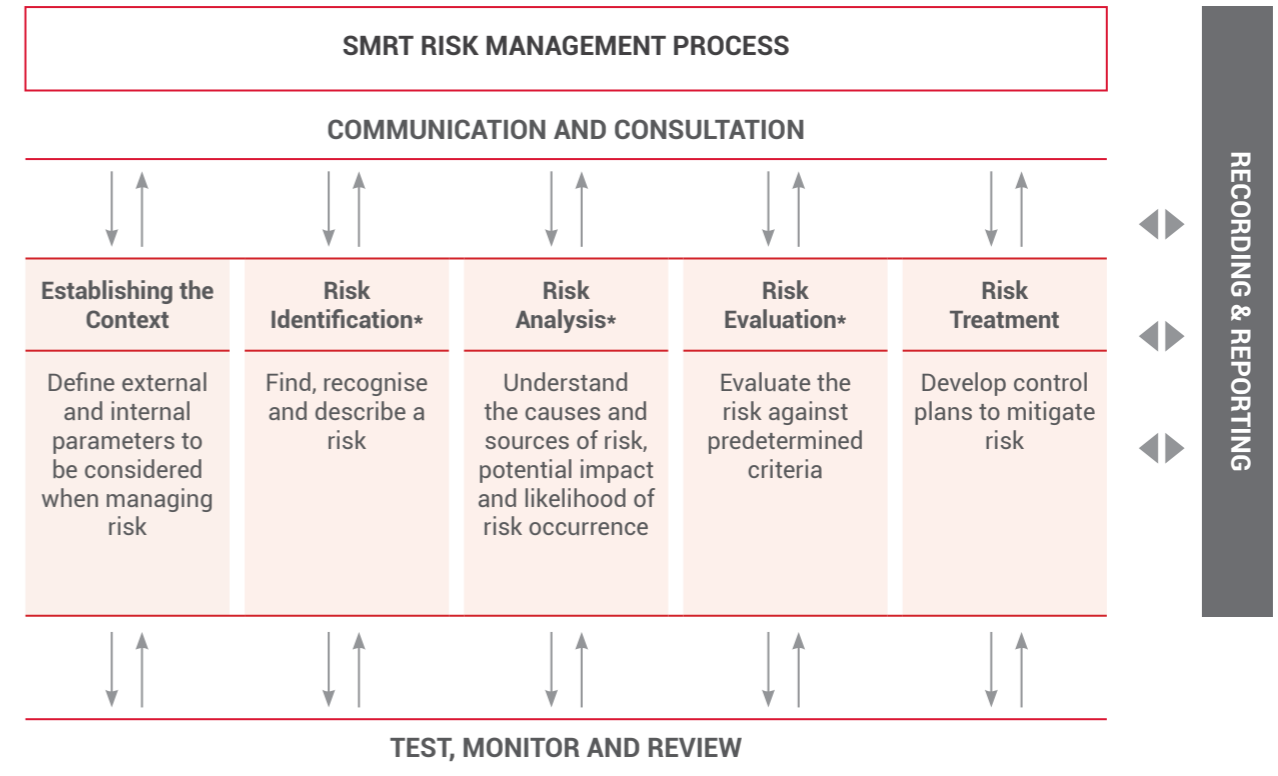 SMRT RISK MANAGEMENT PROCESS
COMMUNICATION AND CONSULTATION
Establishing the
Context
Define external
and internal
parameters to
be considered
when managing
risk
Risk
Identification*
Find, recognise
and describe a
risk
Risk
Analysis*
Understand
the causes and
sources of risk,
potential impact
and likelihood of
risk occurrence
Risk
Evaluation*
Evaluate the
risk against
predetermined
criteria
Risk
Treatment
Develop control
plans to mitigate
risk
RECORDING & REPORTING
TEST, MONITOR AND REVIEW